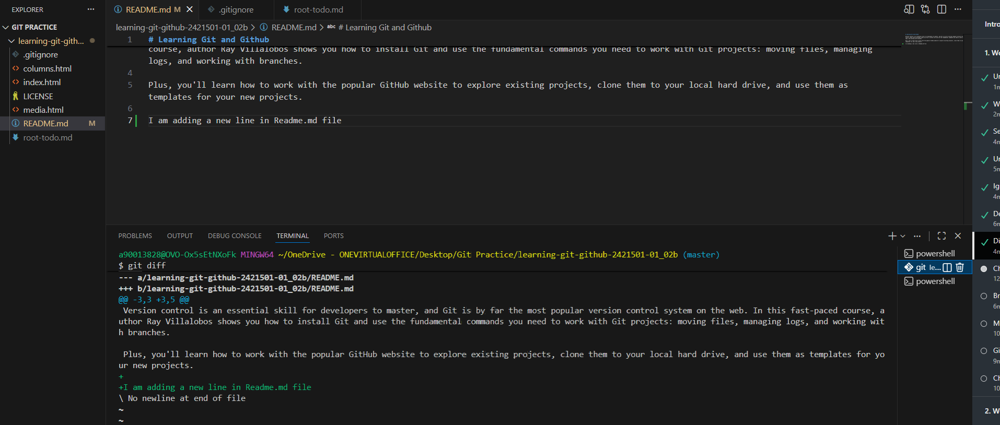 EXPLORER
GIT PRACTICE
learning-git-gith...
.gitignore
columns.html
index.html
LICENSE
media.html
README.md M
root-todo.md
README.md M
.gitignore
root-todo.md
learning-git-github-2421501-01_02b > README.md > # Learning Git and Github
1 # Learning Git and Github
course, author Ray Villalobos shows you how to install Git and use the fundamental commands you need to work with Git projects: moving files, managing
logs, and working with branches.
4
5 Plus, you'll learn how to work with the popular GitHub website to explore existing projects, clone them to your local hard drive, and use them as
templates for your new projects.
6
7 I am adding a new line in Readme.md file
PROBLEMS OUTPUT DEBUG CONSOLE TERMINAL PORTS
a90013828@OVO-Ox5sEtNXoFk MINGW64 ~/OneDrive - ONEVIRTUALOFFICE/Desktop/Git Practice/learning-git-github-2421501-01_02b (master)
$ git diff
--- a/learning-git-github-2421501-01_02b/README.md
+++ b/learning-git-github-2421501-01_02b/README.md
@@ -3,3 +3,5 @@
Version control is an essential skill for developers to master, and Git is by far the most popular version control system on the web. In this fast-paced course, a
uthor Ray Villalobos shows you how to install Git and use the fundamental commands you need to work with Git projects: moving files, managing logs, and working wit
h branches.
Plus, you'll learn how to work with the popular GitHub website to explore existing projects, clone them to your local hard drive, and use them as templates for yo
ur new projects.
+
+I am adding a new line in Readme.md file
\ No newline at end of file
~
~
powershell
git le...
powershell
Intro
1. Wo
Un
1m
W
2m
Se
4m
Un
5m
Ig
4m
De
6m
Di
4m
Ch
12
Br
6m
M
10
Gi
9m
Ch
10
2. W